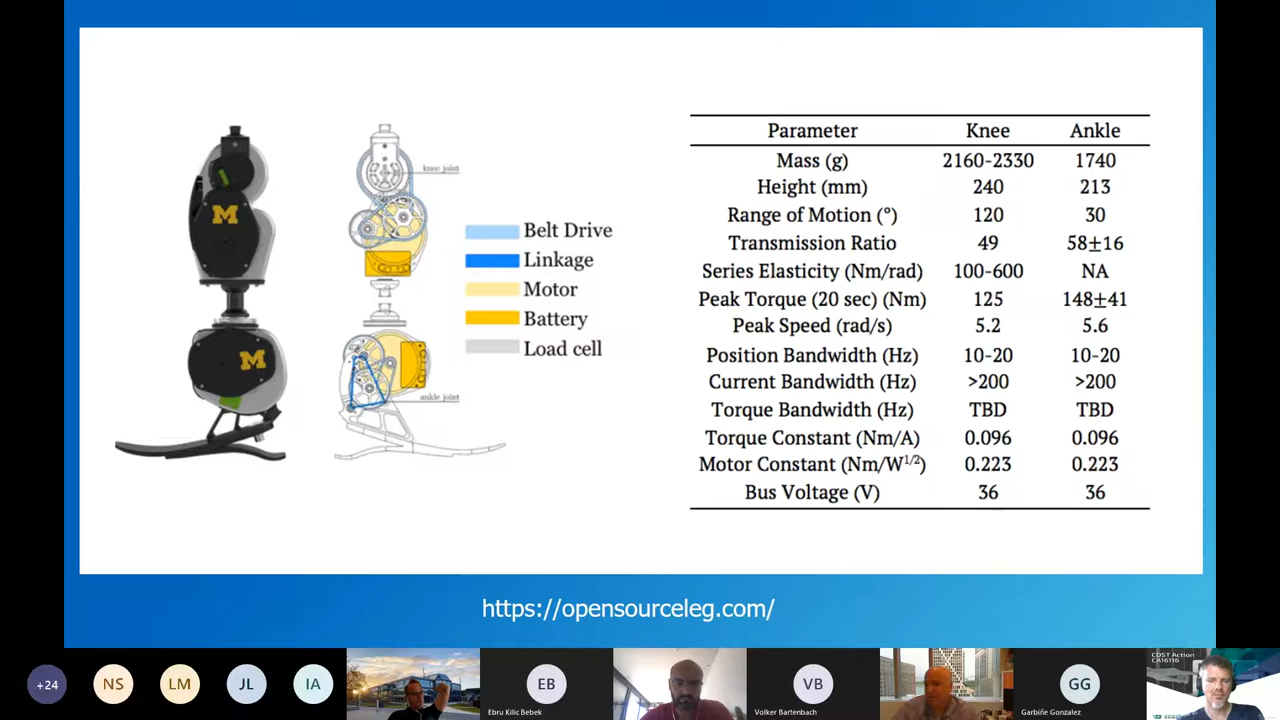 M
M
knee joint
ankle joint
Belt Drive
Linkage
Motor
Battery
Load cell
Parameter Knee Ankle
Mass (g) 2160-2330 1740
Height (mm) 240 213
Range of Motion (°) 120 30
Transmission Ratio 49 58±16
Series Elasticity (Nm/rad) 100-600 NA
Peak Torque (20 sec) (Nm) 125 148±41
Peak Speed (rad/s) 5.2 5.6
Position Bandwidth (Hz) 10-20 10-20
Current Bandwidth (Hz) >200 >200
Torque Bandwidth (Hz) TBD TBD
Torque Constant (Nm/A) 0.096 0.096
Motor Constant (Nm/W1/2) 0.223 0.223
Bus Voltage (V) 36 36
https://opensourceleg.com/
+24 NS LM JL IA EB VB GG
Ebru Kilic Bebek Volker Bartenbach Garbiñe Gonzalez
COST Action
CA16116